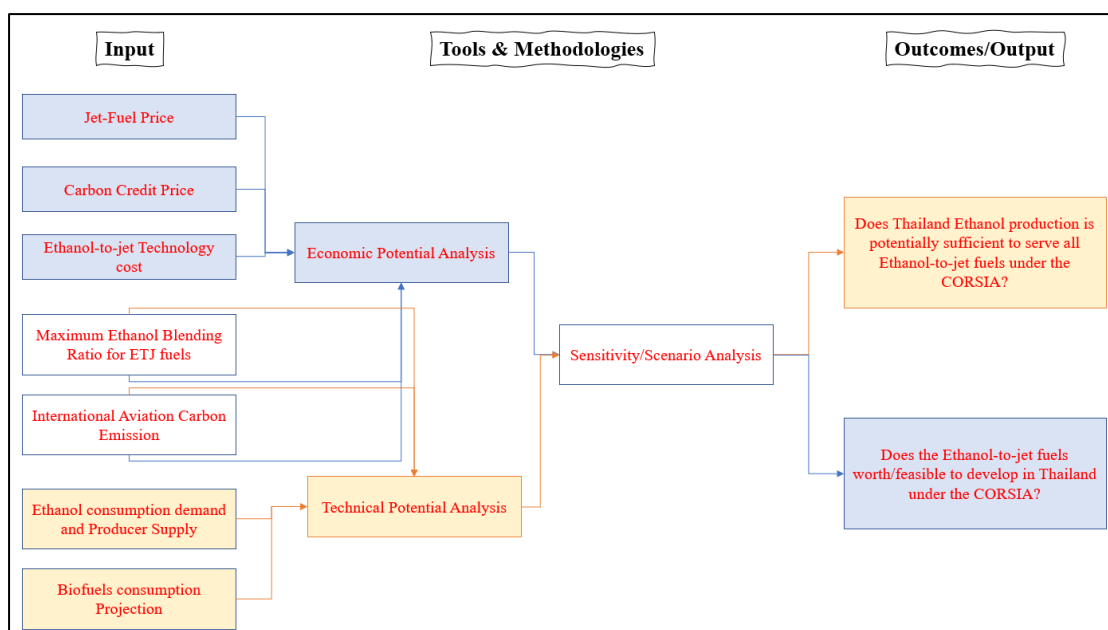 Input
Tools & Methodologies
Outcomes/Output
Jet-Fuel Price
Carbon Credit Price
Ethanol-to-jet Technology
cost
Maximum Ethanol Blending
Ratio for ETJ fuels
International Aviation Carbon
Emission
Ethanol consumption demand
and Producer Supply
Biofuels consumption
Projection
Economic Potential Analysis
Technical Potential Analysis
Sensitivity/Scenario Analysis
Does Thailand Ethanol production is
potentially sufficient to serve all
Ethanol-to-jet fuels under the
CORSIA?
Does the Ethanol-to-jet fuels
worth/feasible to develop in Thailand
under the CORSIA?